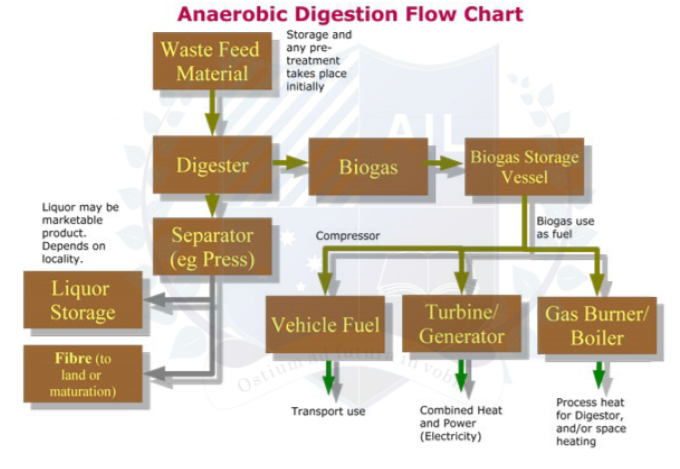 Anaerobic Digestion Flow Chart
Waste Feed
Material
Storage and
any pre-
treatment
takes place
initially
Digester
Biogas
Biogas Storage
Vessel
Liquor may be
marketable
product.
Depends on
locality.
Separator
(eg Press)
Compressor
Biogas use
as fuel
Liquor
Storage
Vehicle Fuel
Turbine/
Generator
Gas Burner/
Boiler
Fibre (to
land or
maturation)
Transport use
Combined Heat
and Power
(Electricity)
Process heat
for Digestor,
and/or space
heating
AIL
Ostium ad futura in vobis